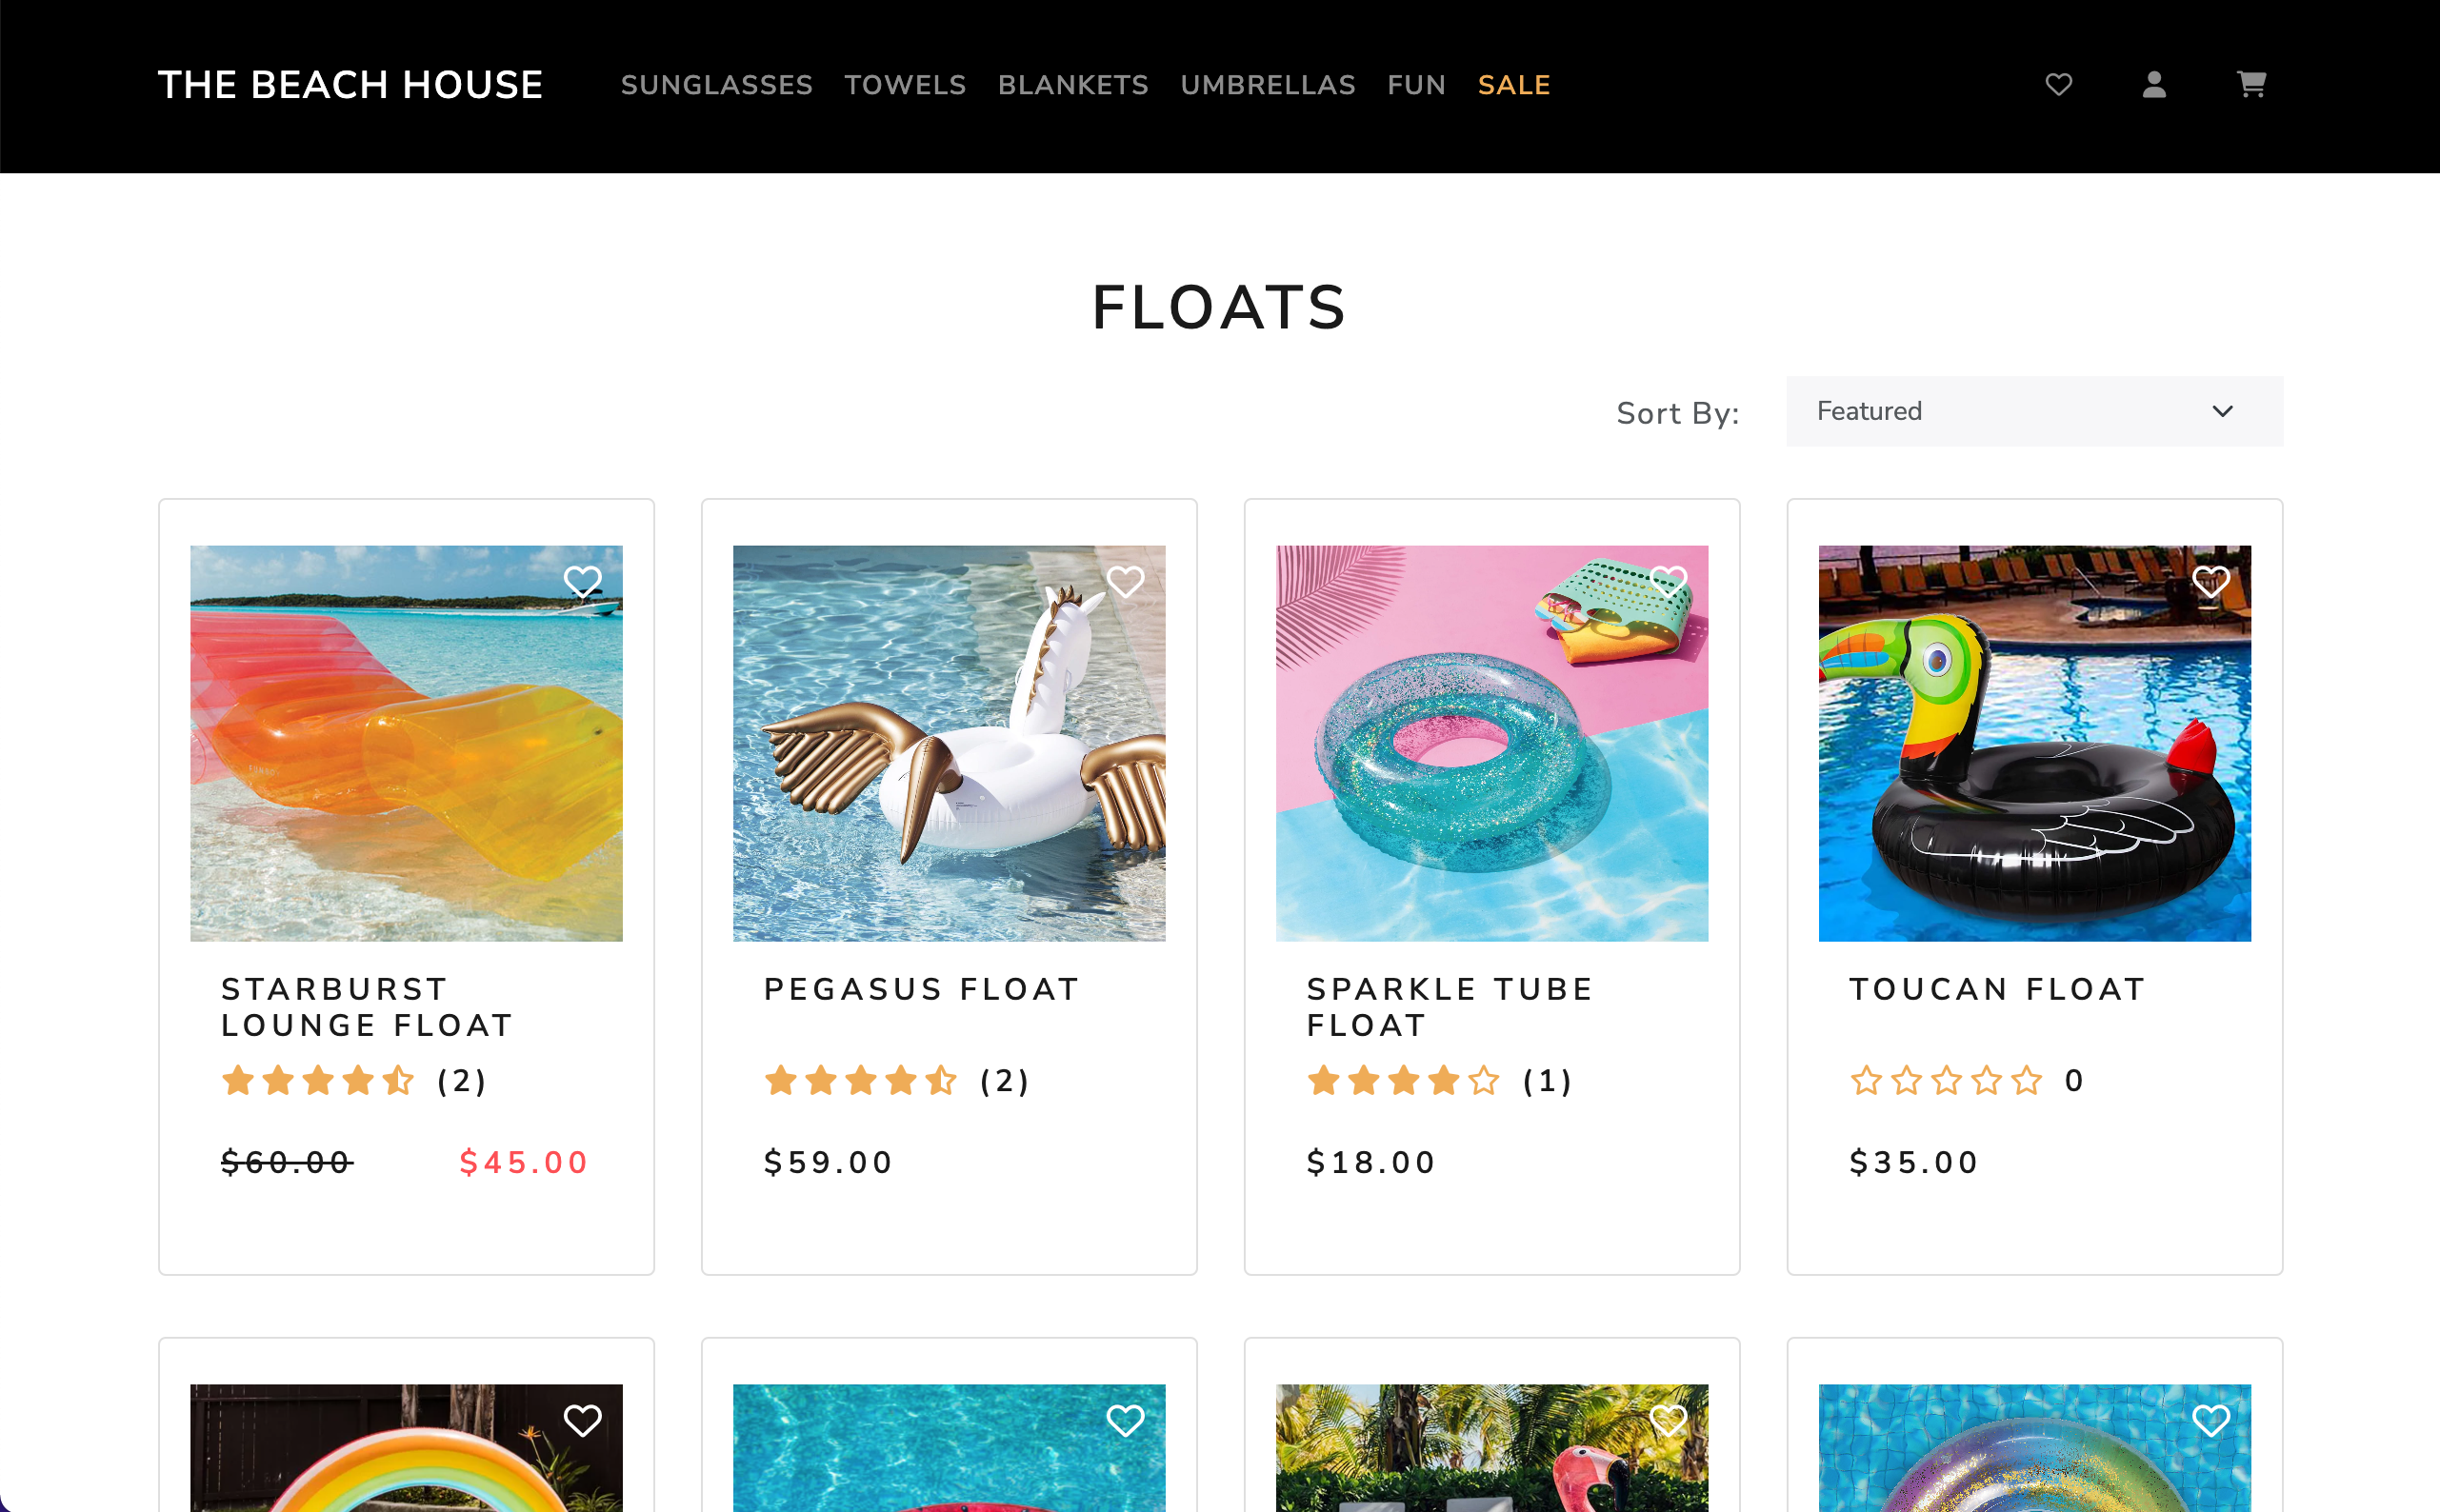 THE BEACH HOUSE
SUNGLASSES TOWELS BLANKETS UMBRELLAS FUN SALE
FLOATS
Sort By:
Featured
STARBURST
LOUNGE FLOAT
(2)
$60.00 $45.00
PEGASUS FLOAT
(2)
$59.00
SPARKLE TUBE
FLOAT
(1)
$18.00
TOUCAN FLOAT
0
$35.00